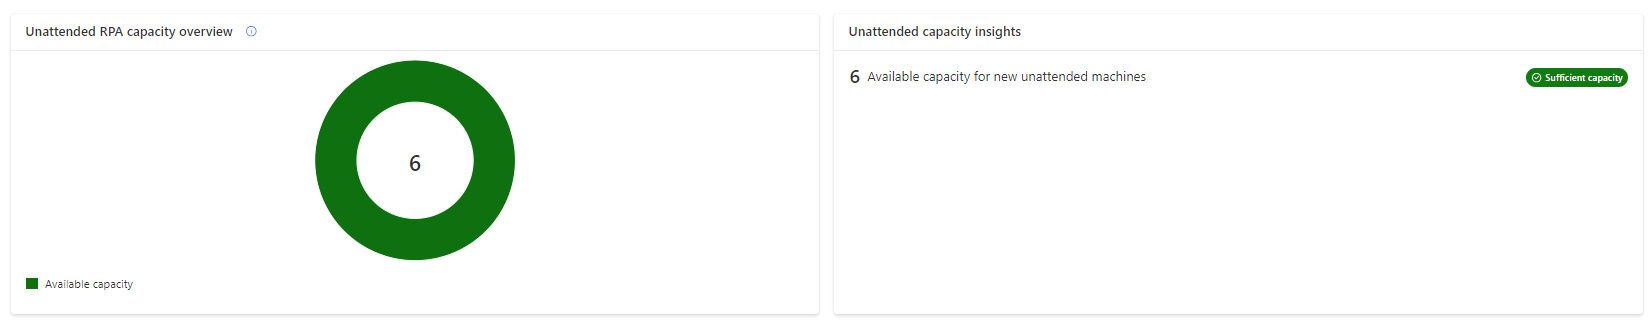 Unattended RPA capacity overview
6
Available capacity
Unattended capacity insights
6 Available capacity for new unattended machines
Sufficient capacity